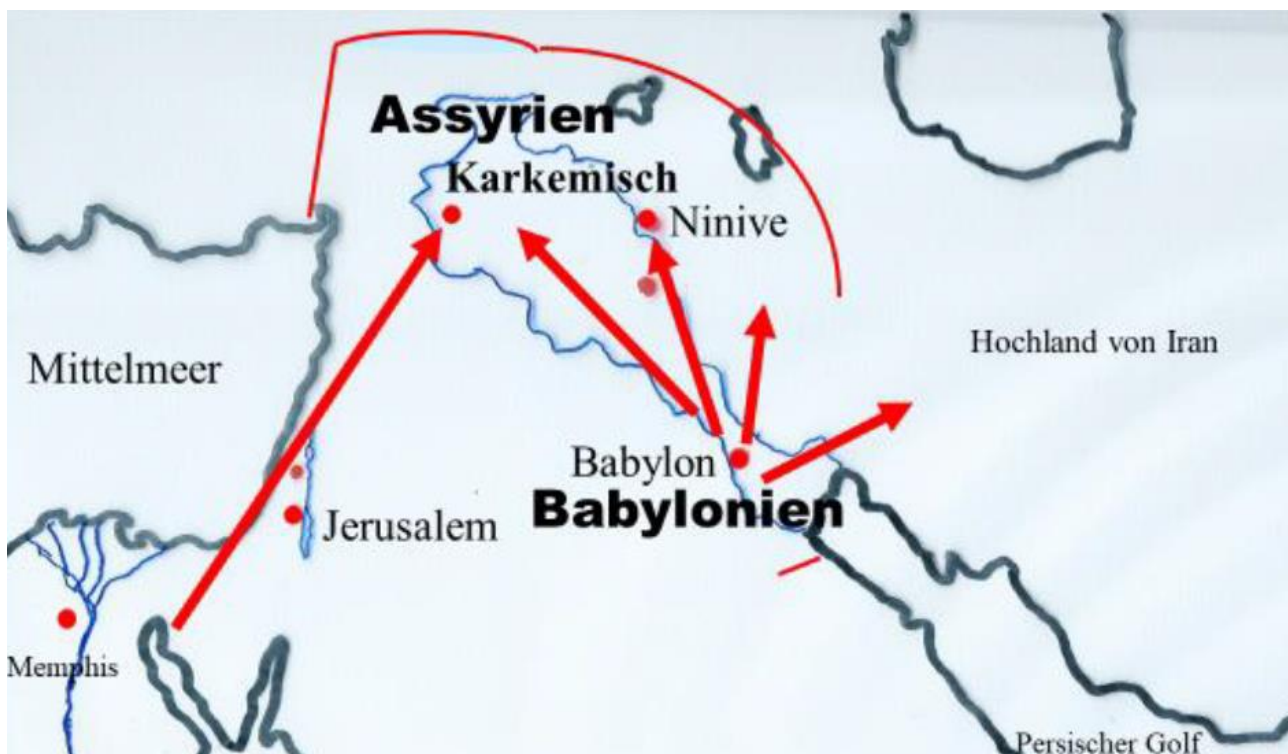 Assyrien
Karkemisch
Ninive
Hochland von Iran
Mittelmeer
Babylon
Babylonien
Jerusalem
Memphis
Persischer Golf